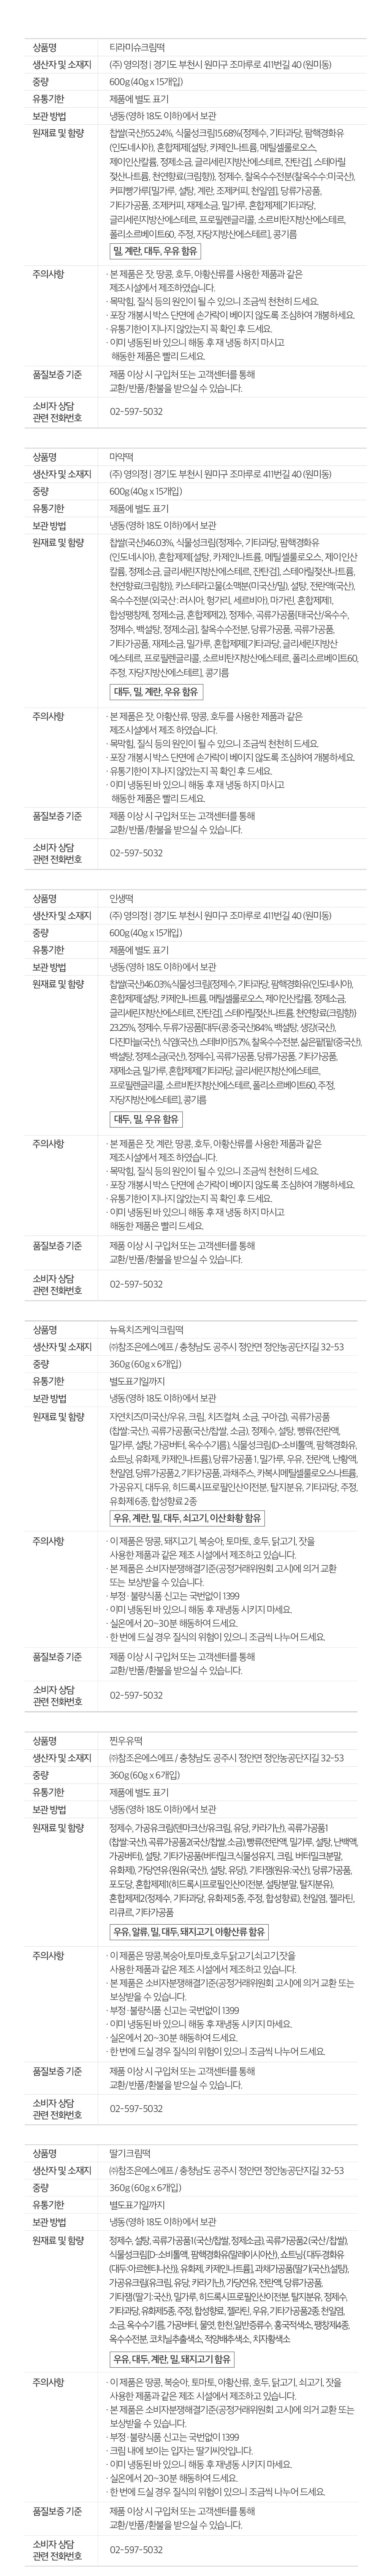 상품명 티라미슈크림떡
생산자 및 소재지 (주) 영의정 | 경기도 부천시 원미구 조마루로 411번길 40 (원미동)
중량 600g (40g x 15개입)
유통기한 제품에 별도 표기
보관 방법 냉동(영하 18도 이하)에서 보관
원재료 및 함량 찹쌀(국산)55.24%, 식물성크림15.68%{정제수, 기타과당, 팜핵경화유
(인도네시아), 혼합제제[설탕, 카제인나트륨, 메틸셀룰로오스,
제이인산칼륨, 정제소금, 글리세린지방산에스테르, 잔탄검], 스테아릴
젖산나트륨, 천연향료(크림향)}, 정제수, 찰옥수수전분(찰옥수수:미국산),
커피빵가루[밀가루, 설탕, 계란, 조제커피, 천일염], 당류가공품,
기타가공품, 조제커피, 재제소금, 밀가루, 혼합제제[기타과당,
글리세린지방산에스테르, 프로필렌글리콜, 소르비탄지방산에스테르,
폴리소르베이트60, 주정, 자당지방산에스테르], 콩기름
밀, 계란, 대두, 우유 함유
주의사항 · 본 제품은 잣, 땅콩, 호두, 아황산류를 사용한 제품과 같은
제조시설에서 제조하였습니다.
· 목막힘, 질식 등의 원인이 될 수 있으니 조금씩 천천히 드세요.
· 포장 개봉시 박스 단면에 손가락이 베이지 않도록 조심하여 개봉하세요.
· 유통기한이 지나지 않았는지 꼭 확인 후 드세요.
· 이미 냉동된 바 있으니 해동 후 재 냉동 하지 마시고
해동한 제품은 빨리 드세요.
품질보증 기준 제품 이상 시 구입처 또는 고객센터를 통해
교환/반품/환불을 받으실 수 있습니다.
소비자 상담
관련 전화번호 02-597-5032
상품명 마약떡
생산자 및 소재지 (주) 영의정 | 경기도 부천시 원미구 조마루로 411번길 40 (원미동)
중량 600g (40g x 15개입)
유통기한 제품에 별도 표기
보관 방법 냉동(영하 18도 이하)에서 보관
원재료 및 함량 찹쌀(국산)46.03%, 식물성크림{정제수, 기타과당, 팜핵경화유
(인도네시아), 혼합제제[설탕, 카제인나트륨, 메틸셀룰로오스, 제이인산
칼륨, 정제소금, 글리세린지방산에스테르, 잔탄검], 스테아릴젖산나트륨,
천연향료(크림향)}, 카스테라고물{소맥분(미국산/밀), 설탕, 전란액(국산),
옥수수전분(외국산 : 러시아, 헝가리, 세르비아), 마가린, 혼합제제1,
합성팽창제, 정제소금, 혼합제제2}, 정제수, 곡류가공품[태국산/옥수수,
정제수, 백설탕, 정제소금], 찰옥수수전분, 당류가공품, 곡류가공품,
기타가공품, 재제소금, 밀가루, 혼합제제[기타과당, 글리세린지방산
에스테르, 프로필렌글리콜, 소르비탄지방산에스테르, 폴리소르베이트60,
주정, 자당지방산에스테르], 콩기름
대두, 밀, 계란, 우유 함유
주의사항 · 본 제품은 잣, 아황산류, 땅콩, 호두를 사용한 제품과 같은
제조시설에서 제조 하였습니다.
· 목막힘, 질식 등의 원인이 될 수 있으니 조금씩 천천히 드세요.
· 포장 개봉시 박스 단면에 손가락이 베이지 않도록 조심하여 개봉하세요.
· 유통기한이 지나지 않았는지 꼭 확인 후 드세요.
· 이미 냉동된 바 있으니 해동 후 재 냉동 하지 마시고
해동한 제품은 빨리 드세요.
품질보증 기준 제품 이상 시 구입처 또는 고객센터를 통해
교환/반품/환불을 받으실 수 있습니다.
소비자 상담
관련 전화번호 02-597-5032
상품명 인생떡
생산자 및 소재지 (주) 영의정 | 경기도 부천시 원미구 조마루로 411번길 40 (원미동)
중량 600g (40g x 15개입)
유통기한 제품에 별도 표기
보관 방법 냉동(영하 18도 이하)에서 보관
원재료 및 함량 찹쌀(국산)46.03%,식물성크림{정제수, 기타과당, 팜핵경화유(인도네시아),
혼합제제[설탕, 카제인나트륨, 메틸셀룰로오스, 제이인산칼륨, 정제소금,
글리세린지방산에스테르, 잔탄검], 스테아릴젖산나트륨, 천연향료(크림향)}
23.25%, 정제수, 두류가공품[대두(콩:중국산)84%, 백설탕, 생강(국산),
다진마늘(국산), 식염(국산), 스테비아]5.7%, 찰옥수수전분, 삶은팥[팥(중국산),
백설탕, 정제소금(국산), 정제수], 곡류가공품, 당류가공품, 기타가공품,
재제소금, 밀가루, 혼합제제[기타과당, 글리세린지방산에스테르,
프로필렌글리콜, 소르비탄지방산에스테르, 폴리소르베이트60, 주정,
자당지방산에스테르], 콩기름
대두, 밀, 우유 함유
주의사항 · 본 제품은 잣, 계란, 땅콩, 호두, 아황산류를 사용한 제품과 같은
제조시설에서 제조 하였습니다.
· 목막힘, 질식 등의 원인이 될 수 있으니 조금씩 천천히 드세요.
· 포장 개봉시 박스 단면에 손가락이 베이지 않도록 조심하여 개봉하세요.
· 유통기한이 지나지 않았는지 꼭 확인 후 드세요.
· 이미 냉동된 바 있으니 해동 후 재 냉동 하지 마시고
해동한 제품은 빨리 드세요.
품질보증 기준 제품 이상 시 구입처 또는 고객센터를 통해
교환/반품/환불을 받으실 수 있습니다.
소비자 상담
관련 전화번호 02-597-5032
상품명 뉴욕치즈케익크림떡
생산자 및 소재지 ㈜참조은에스에프 / 충청남도 공주시 정안면 정안농공단지길 32-53
중량 360g (60g x 6개입)
유통기한 별도표기일까지
보관 방법 냉동(영하 18도 이하)에서 보관
원재료 및 함량 자연치즈(미국산/우유, 크림, 치즈컬쳐, 소금, 구아검), 곡류가공품
(찹쌀:국산), 곡류가공품(국산/찹쌀, 소금), 정제수, 설탕, 빵류(전란액,
밀가루, 설탕, 가공버터, 옥수수기름), 식물성크림(D-소비톨액, 팜핵경화유,
쇼트닝, 유화제, 카제인나트륨), 당류가공품 1, 밀가루, 우유, 전란액, 난황액,
천일염, 당류가공품2, 기타가공품, 과채주스, 카복시메틸셀룰로오스나트륨,
가공유지, 대두유, 히드록시프로필인산이전분, 탈지분유, 기타과당, 주정,
유화제 6종, 합성향료 2종
우유, 계란, 밀, 대두, 쇠고기, 이산화황 함유
주의사항 · 이 제품은 땅콩, 돼지고기, 복숭아, 토마토, 호두, 닭고기, 잣을
사용한 제품과 같은 제조 시설에서 제조하고 있습니다.
· 본 제품은 소비자분쟁해결기준(공정거래위원회 고시)에 의거 교환
또는 보상받을 수 있습니다.
· 부정 · 불량식품 신고는 국번없이 1399
· 이미 냉동된 바 있으니 해동 후 재냉동 시키지 마세요.
· 실온에서 20~30분 해동하여 드세요.
· 한 번에 드실 경우 질식의 위험이 있으니 조금씩 나누어 드세요.
품질보증 기준 제품 이상 시 구입처 또는 고객센터를 통해
교환/반품/환불을 받으실 수 있습니다.
소비자 상담
관련 전화번호 02-597-5032
상품명 찐우유떡
생산자 및 소재지 ㈜참조은에스에프 / 충청남도 공주시 정안면 정안농공단지길 32-53
중량 360g (60g x 6개입)
유통기한 제품에 별도 표기
보관 방법 냉동(영하 18도 이하)에서 보관
원재료 및 함량 정제수, 가공유크림(덴마크산/유크림, 유당, 카라기난), 곡류가공품1
(찹쌀:국산), 곡류가공품2(국산/찹쌀, 소금), 빵류(전란액, 밀가루, 설탕, 난백액,
가공버터), 설탕, 기타가공품(버터밀크,식물성유지, 크림, 버터밀크분말,
유화제), 가당연유(원유(국산), 설탕, 유당), 기타잼(원유:국산), 당류가공품,
포도당, 혼합제제1(히드록시프로필인산이전분, 설탕분말, 탈지분유),
혼합제제2(정제수, 기타과당, 유화제5종, 주정, 합성향료), 천일염, 젤라틴,
리큐르, 기타가공품
우유, 알류, 밀, 대두, 돼지고기, 아황산류 함유
주의사항 · 이 제품은 땅콩,복숭아,토마토,호두,닭고기,쇠고기,잣을
사용한 제품과 같은 제조 시설에서 제조하고 있습니다.
· 본 제품은 소비자분쟁해결기준(공정거래위원회 고시)에 의거 교환 또는
보상받을 수 있습니다.
· 부정 · 불량식품 신고는 국번없이 1399
· 이미 냉동된 바 있으니 해동 후 재냉동 시키지 마세요.
· 실온에서 20~30분 해동하여 드세요.
· 한 번에 드실 경우 질식의 위험이 있으니 조금씩 나누어 드세요.
품질보증 기준 제품 이상 시 구입처 또는 고객센터를 통해
교환/반품/환불을 받으실 수 있습니다.
소비자 상담
관련 전화번호 02-597-5032
상품명 딸기크림떡
생산자 및 소재지 ㈜참조은에스에프 / 충청남도 공주시 정안면 정안농공단지길 32-53
중량 360g (60g x 6개입)
유통기한 별도표기일까지
보관 방법 냉동(영하 18도 이하)에서 보관
원재료 및 함량 정제수, 설탕, 곡류가공품1(국산/찹쌀, 정제소금), 곡류가공품2(국산/찹쌀),
식물성크림{D-소비톨액, 팜핵경화유(말레이시아산), 쇼트닝{대두경화유
(대두:아르헨티나산)}, 유화제, 카제인나트륨}, 과채가공품(딸기(국산),설탕),
가공유크림(유크림, 유당, 카라기난), 가당연유, 전란액, 당류가공품,
기타잼(딸기:국산), 밀가루, 히드록시프로필인산이전분, 탈지분유, 정제수,
기타과당, 유화제5종, 주정, 합성향료, 젤라틴, 우유, 기타가공품2종, 천일염,
소금, 옥수수기름, 가공버터, 물엿, 한천, 일반증류수, 홍국적색소, 팽창제4종,
옥수수전분, 코치닐추출색소, 적양배추색소, 치자황색소
우유, 대두, 계란, 밀, 돼지고기 함유
주의사항 · 이 제품은 땅콩, 복숭아, 토마토, 아황산류, 호두, 닭고기, 쇠고기, 잣을
사용한 제품과 같은 제조 시설에서 제조하고 있습니다.
· 본 제품은 소비자분쟁해결기준(공정거래위원회 고시)에 의거 교환 또는
보상받을 수 있습니다.
· 부정 · 불량식품 신고는 국번없이 1399
· 크림 내에 보이는 입자는 딸기씨앗입니다.
· 이미 냉동된 바 있으니 해동 후 재냉동 시키지 마세요.
· 실온에서 20~30분 해동하여 드세요.
· 한 번에 드실 경우 질식의 위험이 있으니 조금씩 나누어 드세요.
품질보증 기준 제품 이상 시 구입처 또는 고객센터를 통해
교환/반품/환불을 받으실 수 있습니다.
소비자 상담
관련 전화번호 02-597-5032